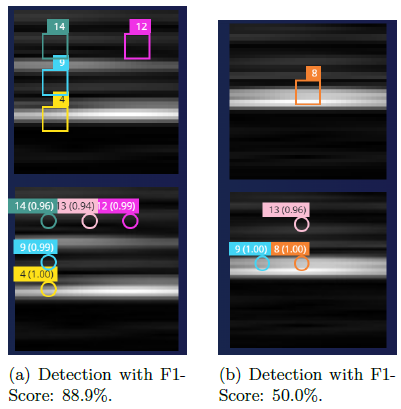 14 12
9
4
14 (0.96) 13 (0.94) 12 (0.99)
9 (0.99)
4 (1.00)
(a) Detection with F1-
Score: 88.9%.
8
13 (0.96)
9 (1.00) 8 (1.00)
(b) Detection with F1-
Score: 50.0%.